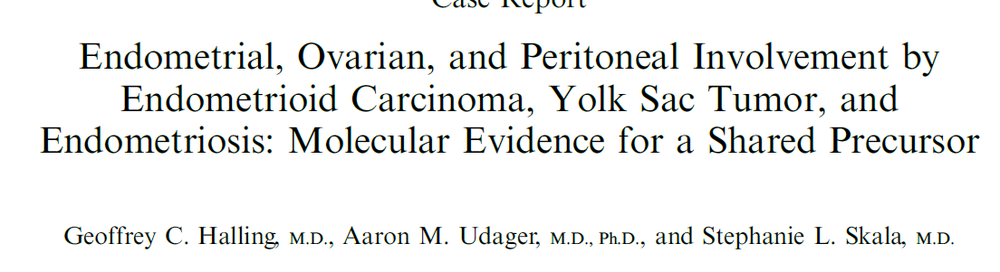 Case Report
Endometrial, Ovarian, and Peritoneal Involvement by
Endometrioid Carcinoma, Yolk Sac Tumor, and
Endometriosis: Molecular Evidence for a Shared Precursor
Geoffrey C. Halling, M.D., Aaron M. Udager, M.D., Ph.D., and Stephanie L. Skala, M.D.